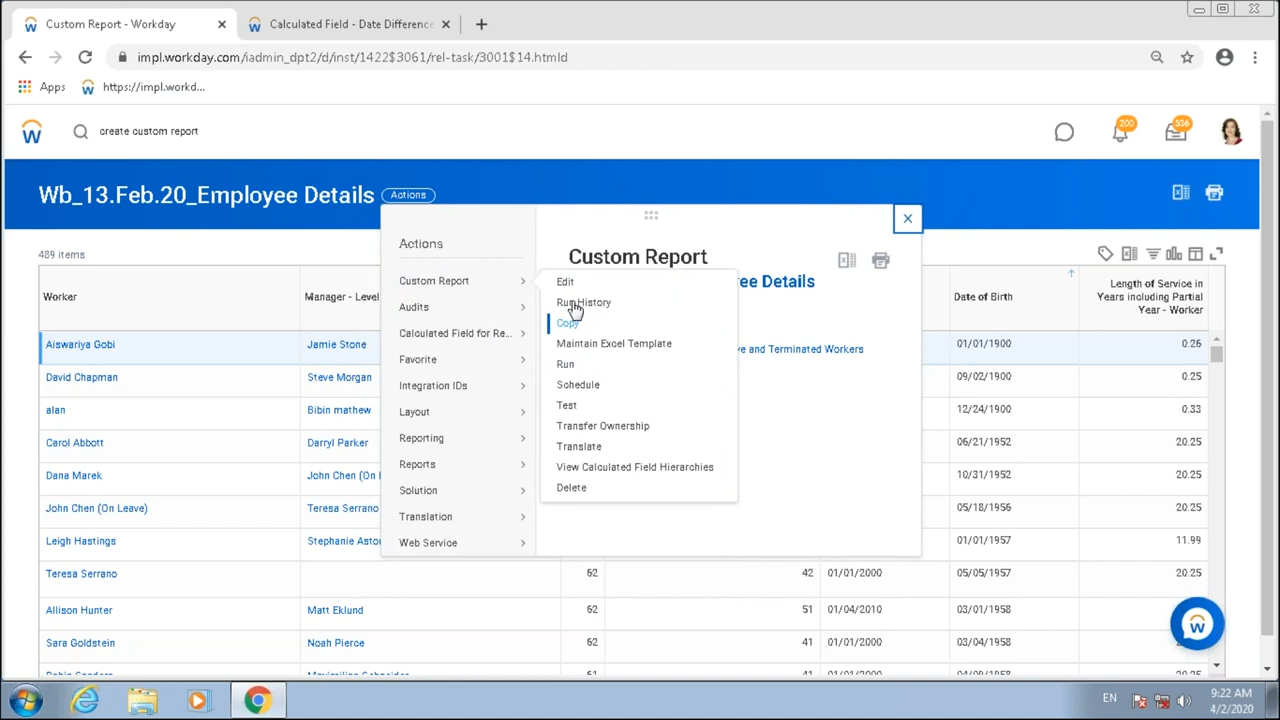 Custom Report - Workday
Calculated Field - Date Difference
impl.workday.com/iadmin_dpt2/d/inst/1422$3061/rel-task/3001$14.htmld
Apps
https://impl.workd...
create custom report
200
336
Wb_13.Feb.20_Employee Details
Actions
489 items
Worker
Manager - Level
Date of Birth
Length of Service in
Years including Partial
Year - Worker
Aiswariya Gobi
Jamie Stone
01/01/1900
0.26
David Chapman
Steve Morgan
09/02/1900
0.25
alan
Bibin mathew
12/24/1900
0.33
Carol Abbott
Darryl Parker
06/21/1952
20.25
Dana Marek
John Chen (On L
10/31/1952
20.25
John Chen (On Leave)
Teresa Serrano
05/18/1956
20.25
Leigh Hastings
Stephanie Asto
01/01/1957
11.99
Teresa Serrano
62
42
01/01/2000
05/05/1957
20.25
Allison Hunter
Matt Eklund
62
51
01/04/2010
03/01/1958
Sara Goldstein
Noah Pierce
62
41
01/01/2000
03/04/1958
Actions
Custom Report
Audits
Calculated Field for Re...
Favorite
Integration IDs
Layout
Reporting
Reports
Solution
Translation
Web Service
Custom Report
ee Details
ve and Terminated Workers
Edit
Run History
Copy
Maintain Excel Template
Run
Schedule
Test
Transfer Ownership
Translate
View Calculated Field Hierarchies
Delete
EN
9:22 AM
4/2/2020